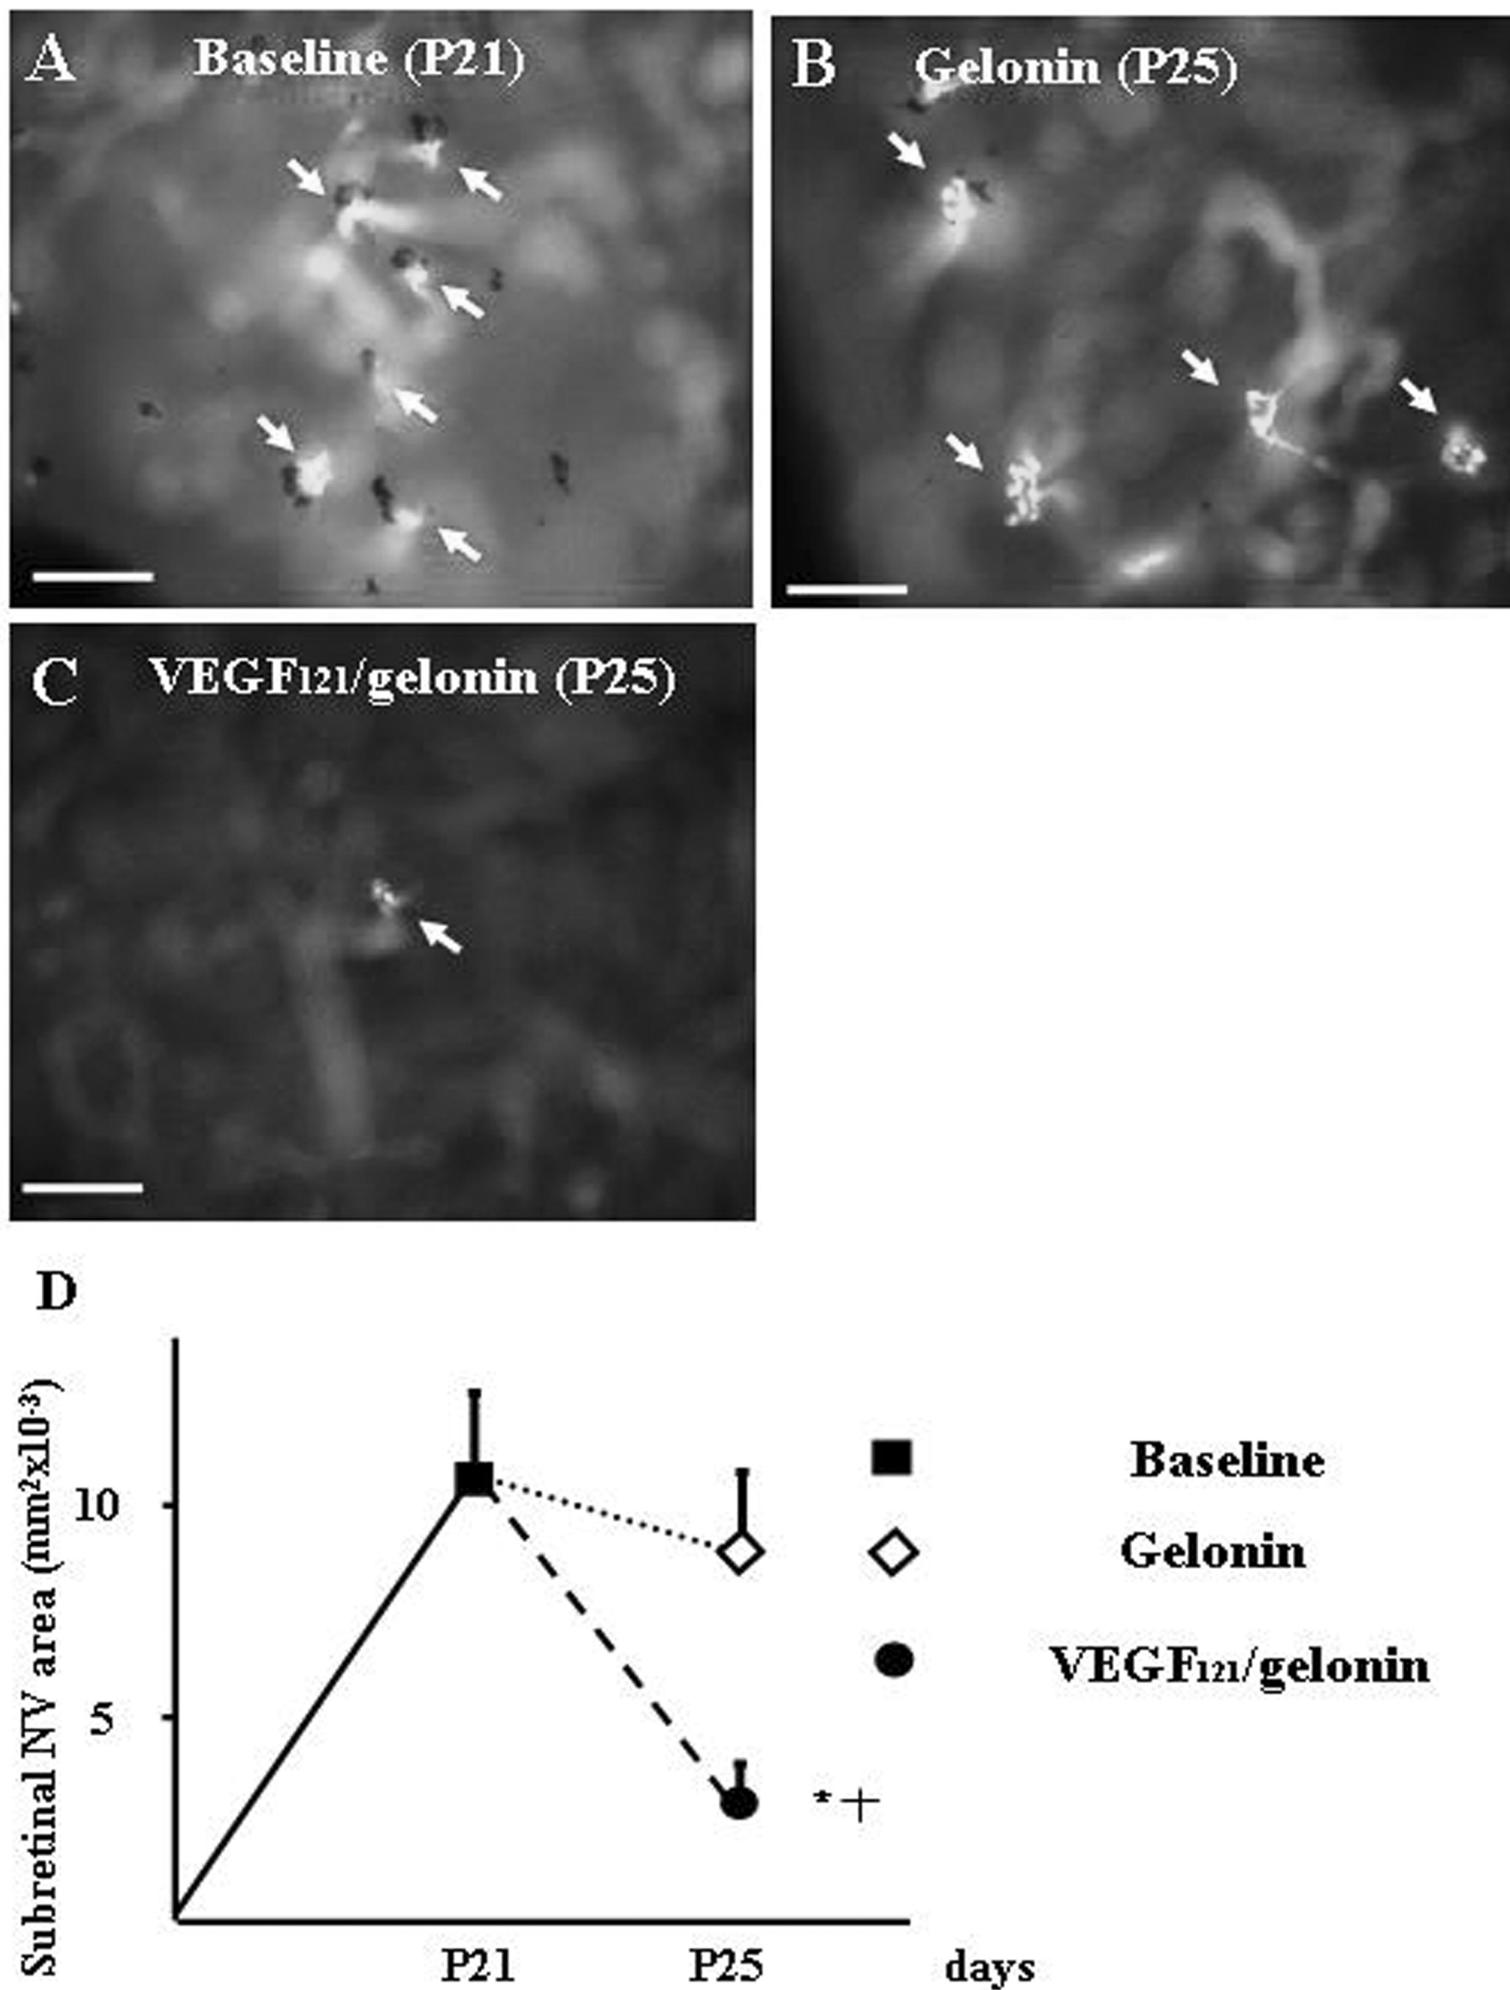 A Baseline (P21)
B Gelonin (P25)
C VEGF₁₂₁/gelonin (P25)
D
Subretinal NV area (mm²x10⁻³)
10
5
P21 P25 days
Baseline
Gelonin
VEGF₁₂₁/gelonin
* +